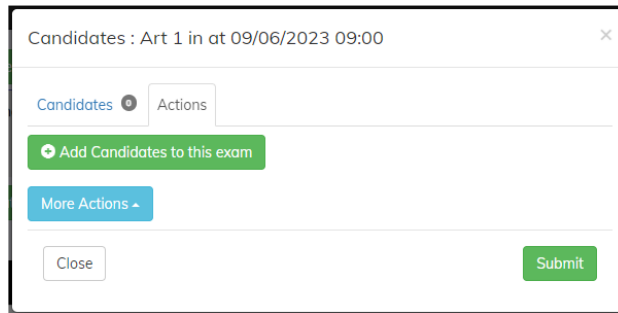 Candidates : Art 1 in at 09/06/2023 09:00 ×
Candidates 0 Actions
Add Candidates to this exam
More Actions
Close Submit